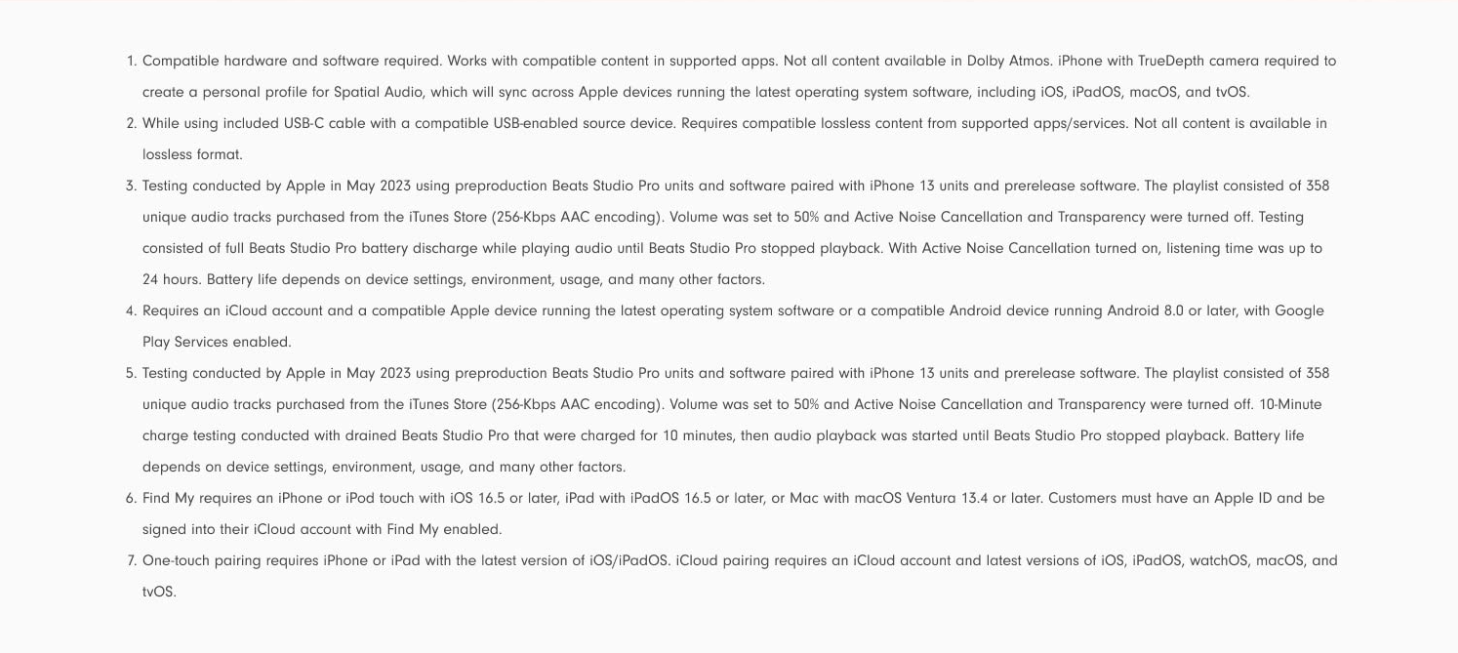 1. Compatible hardware and software required. Works with compatible content in supported apps. Not all content available in Dolby Atmos. iPhone with TrueDepth camera required to
create a personal profile for Spatial Audio, which will sync across Apple devices running the latest operating system software, including iOS, iPadOS, macOS, and tvOS.
2. While using included USB-C cable with a compatible USB-enabled source device. Requires compatible lossless content from supported apps/services. Not all content is available in
lossless format.
3. Testing conducted by Apple in May 2023 using preproduction Beats Studio Pro units and software paired with iPhone 13 units and prerelease software. The playlist consisted of 358
unique audio tracks purchased from the iTunes Store (256-Kbps AAC encoding). Volume was set to 50% and Active Noise Cancellation and Transparency were turned off. Testing
consisted of full Beats Studio Pro battery discharge while playing audio until Beats Studio Pro stopped playback. With Active Noise Cancellation turned on, listening time was up to
24 hours. Battery life depends on device settings, environment, usage, and many other factors.
4. Requires an iCloud account and a compatible Apple device running the latest operating system software or a compatible Android device running Android 8.0 or later, with Google
Play Services enabled.
5. Testing conducted by Apple in May 2023 using preproduction Beats Studio Pro units and software paired with iPhone 13 units and prerelease software. The playlist consisted of 358
unique audio tracks purchased from the iTunes Store (256-Kbps AAC encoding). Volume was set to 50% and Active Noise Cancellation and Transparency were turned off. 10-Minute
charge testing conducted with drained Beats Studio Pro that were charged for 10 minutes, then audio playback was started until Beats Studio Pro stopped playback. Battery life
depends on device settings, environment, usage, and many other factors.
6. Find My requires an iPhone or iPod touch with iOS 16.5 or later, iPad with iPadOS 16.5 or later, or Mac with macOS Ventura 13.4 or later. Customers must have an Apple ID and be
signed into their iCloud account with Find My enabled.
7. One-touch pairing requires iPhone or iPad with the latest version of iOS/iPadOS. iCloud pairing requires an iCloud account and latest versions of iOS, iPadOS, watchOS, macOS, and
tvOS.